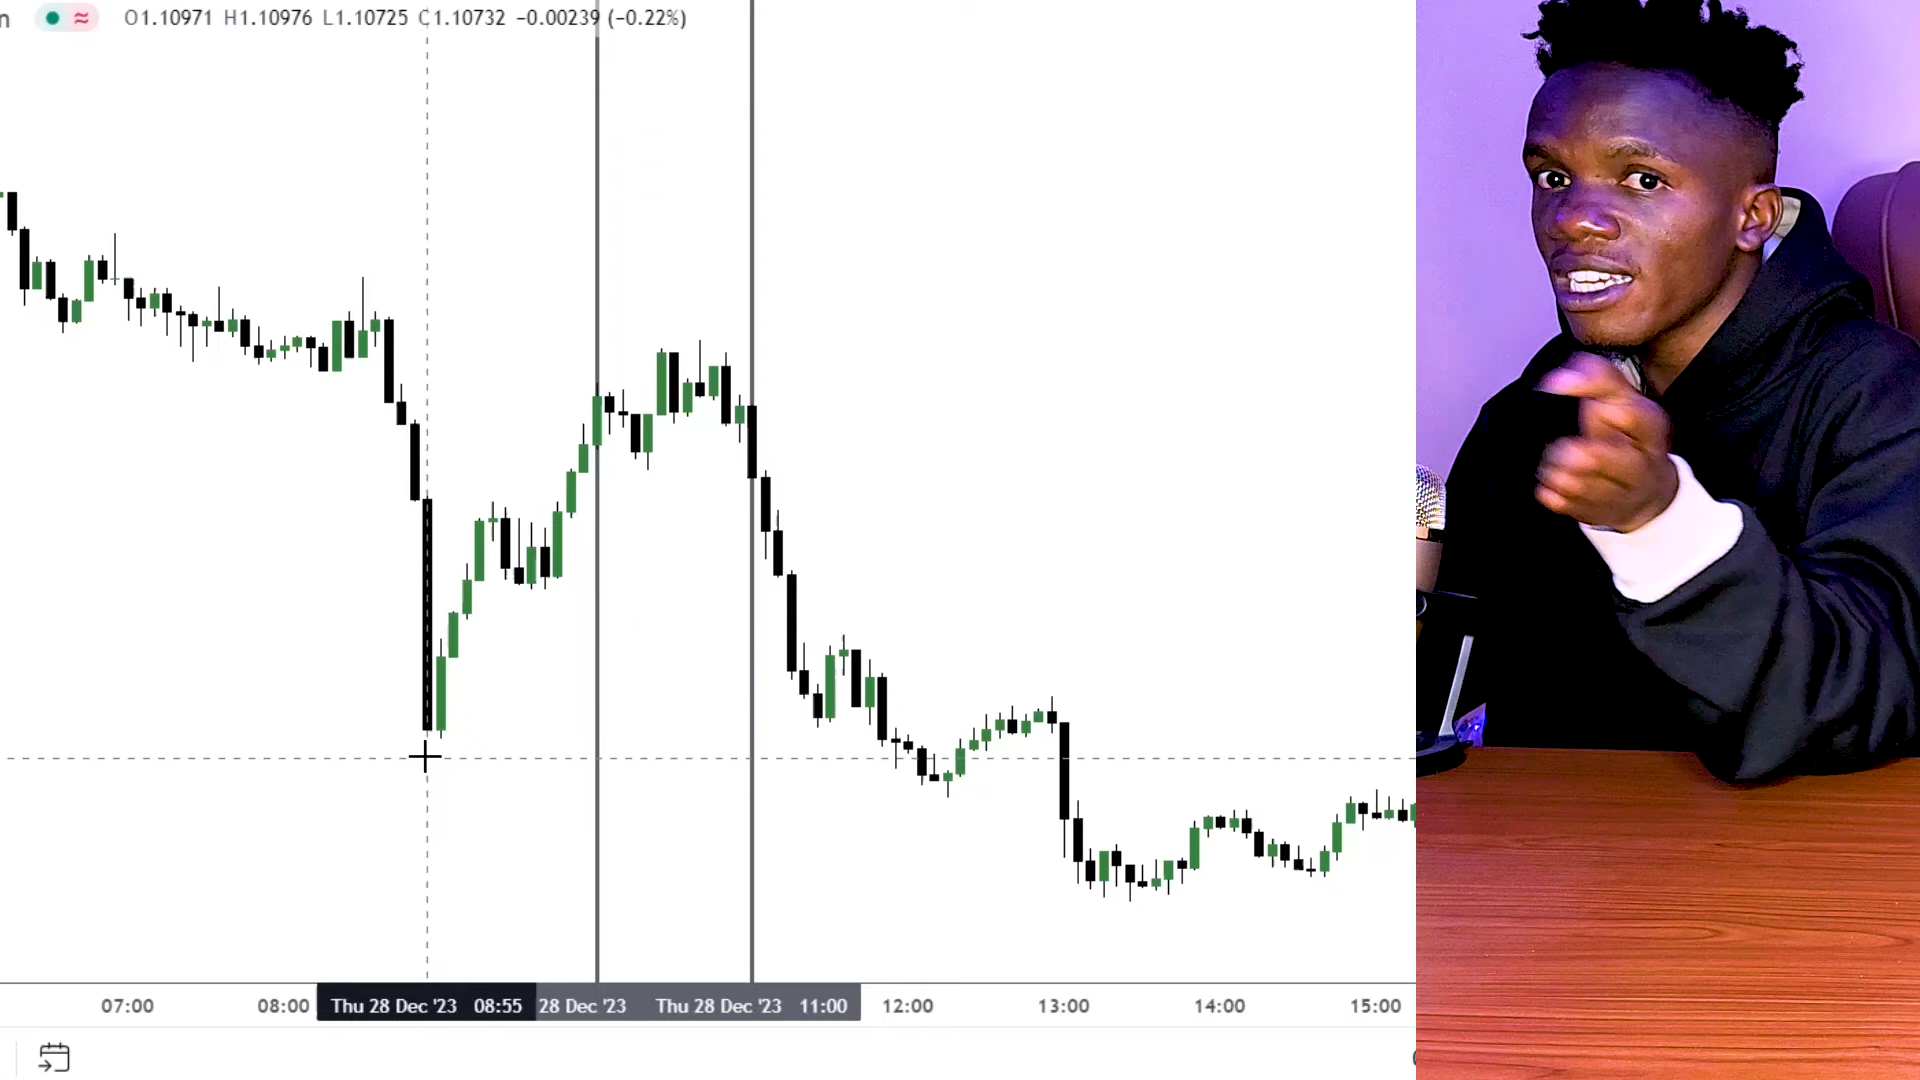 n O1.10971 H1.10976 L1.10725 C1.10732 −0.00239 (−0.22%)
07:00 08:00 Thu 28 Dec '23 08:55 28 Dec '23 Thu 28 Dec '23 11:00 12:00 13:00 14:00 15:00